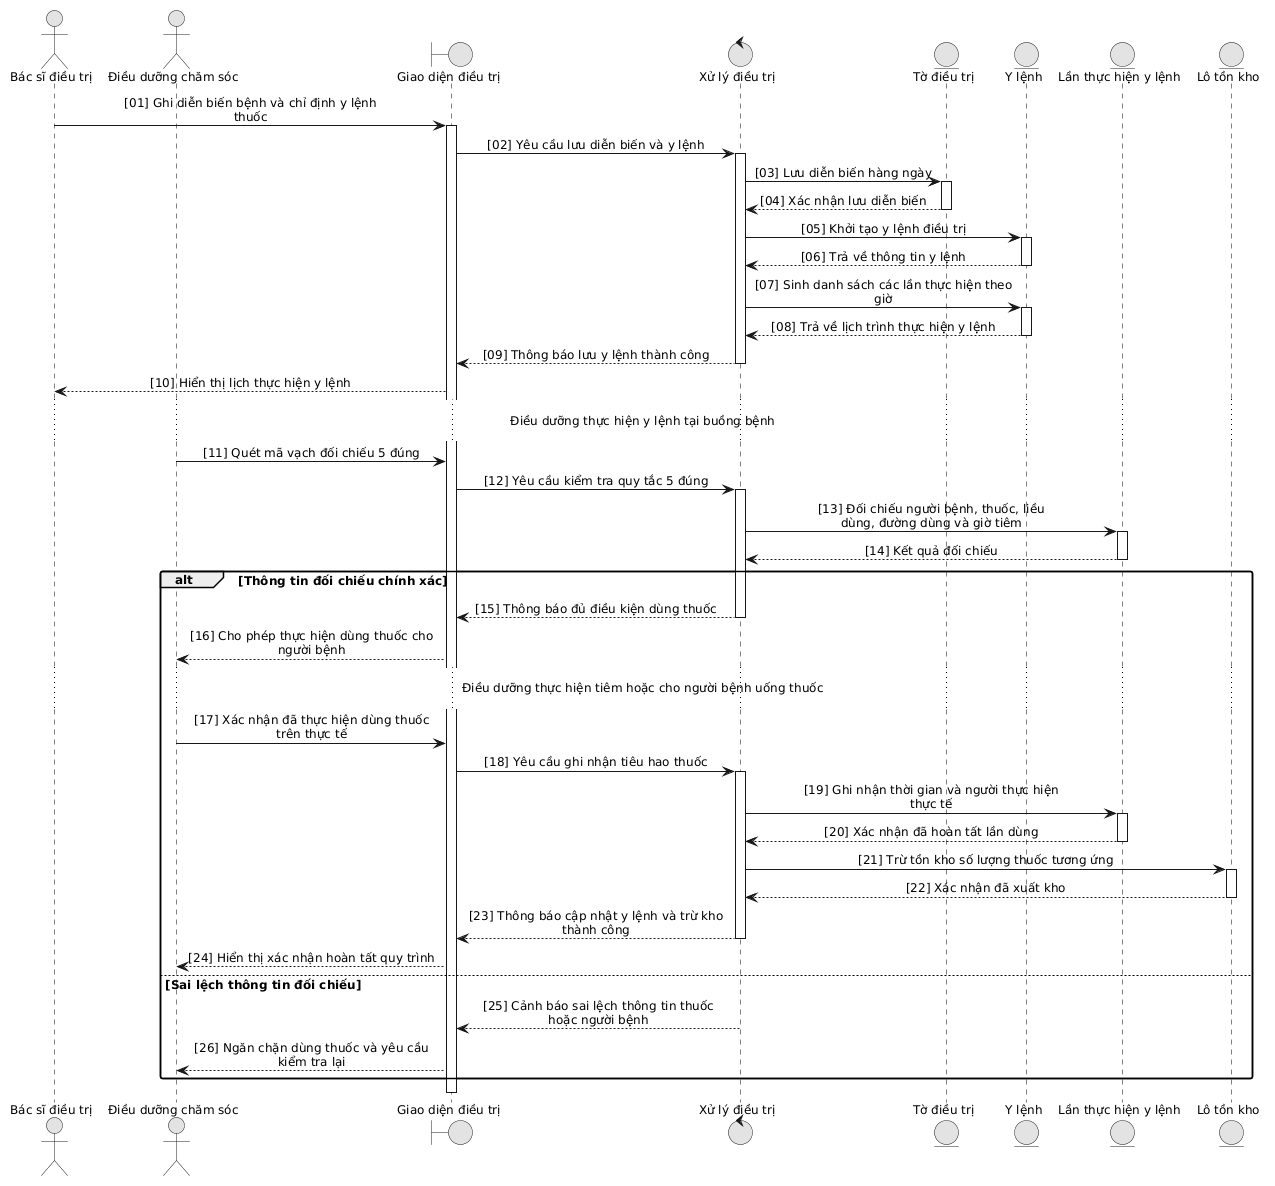 Bác sĩ điều trị
Điều dưỡng chăm sóc
Giao diện điều trị
Xử lý điều trị
Tờ điều trị
Y lệnh
Lần thực hiện y lệnh
Lô tồn kho
[01] Ghi diễn biến bệnh và chỉ định y lệnh
thuốc
[02] Yêu cầu lưu diễn biến và y lệnh
[03] Lưu diễn biến hàng ngày
[04] Xác nhận lưu diễn biến
[05] Khởi tạo y lệnh điều trị
[06] Trả về thông tin y lệnh
[07] Sinh danh sách các lần thực hiện theo
giờ
[08] Trả về lịch trình thực hiện y lệnh
[09] Thông báo lưu y lệnh thành công
[10] Hiển thị lịch thực hiện y lệnh
Điều dưỡng thực hiện y lệnh tại buồng bệnh
[11] Quét mã vạch đối chiếu 5 đúng
[12] Yêu cầu kiểm tra quy tắc 5 đúng
[13] Đối chiếu người bệnh, thuốc, liều
dùng, đường dùng và giờ tiêm
[14] Kết quả đối chiếu
alt
[Thông tin đối chiếu chính xác]
[15] Thông báo đủ điều kiện dùng thuốc
[16] Cho phép thực hiện dùng thuốc cho
người bệnh
Điều dưỡng thực hiện tiêm hoặc cho người bệnh uống thuốc
[17] Xác nhận đã thực hiện dùng thuốc
trên thực tế
[18] Yêu cầu ghi nhận tiêu hao thuốc
[19] Ghi nhận thời gian và người thực hiện
thực tế
[20] Xác nhận đã hoàn tất lần dùng
[21] Trừ tồn kho số lượng thuốc tương ứng
[22] Xác nhận đã xuất kho
[23] Thông báo cập nhật y lệnh và trừ kho
thành công
[24] Hiển thị xác nhận hoàn tất quy trình
[Sai lệch thông tin đối chiếu]
[25] Cảnh báo sai lệch thông tin thuốc
hoặc người bệnh
[26] Ngăn chặn dùng thuốc và yêu cầu
kiểm tra lại
Bác sĩ điều trị
Điều dưỡng chăm sóc
Giao diện điều trị
Xử lý điều trị
Tờ điều trị
Y lệnh
Lần thực hiện y lệnh
Lô tồn kho